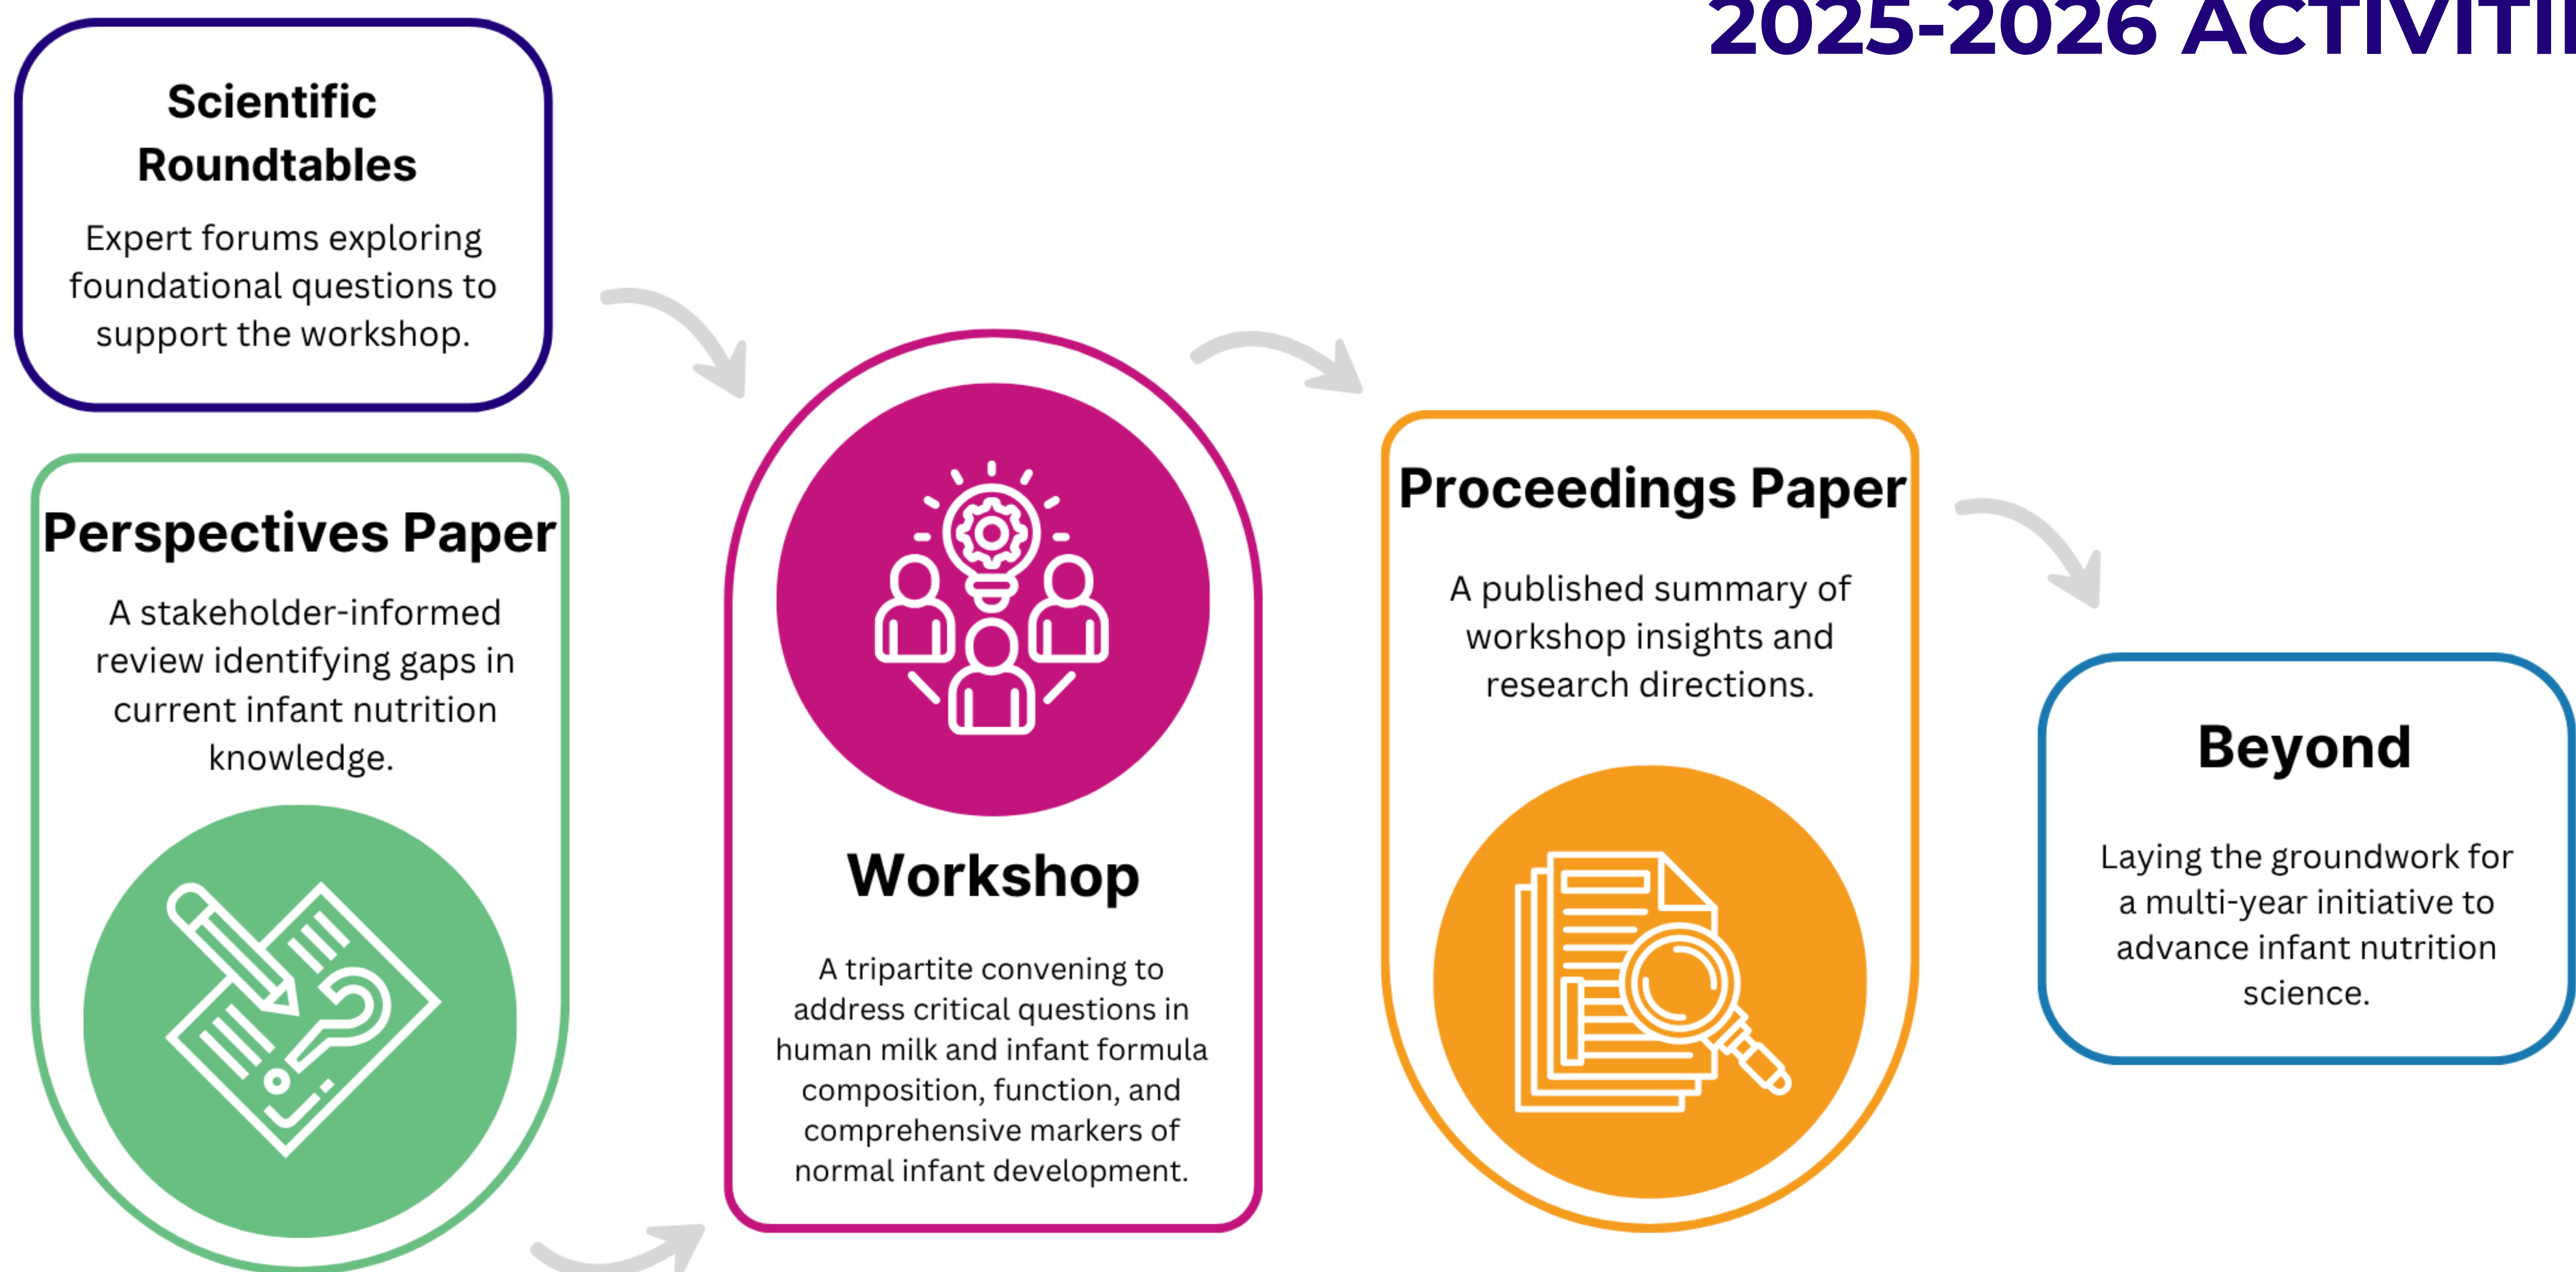 2025-2026 ACTIVITIE
Scientific
Roundtables
Expert forums exploring
foundational questions to
support the workshop.
Perspectives Paper
A stakeholder-informed
review identifying gaps in
current infant nutrition
knowledge.
Workshop
A tripartite convening to
address critical questions in
human milk and infant formula
composition, function, and
comprehensive markers of
normal infant development.
Proceedings Paper
A published summary of
workshop insights and
research directions.
Beyond
Laying the groundwork for
a multi-year initiative to
advance infant nutrition
science.